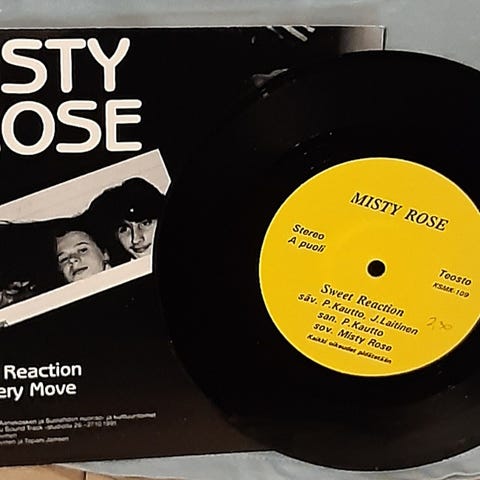 STY
OSE
Reaction
ery Move
MISTY ROSE
Stereo
A puoli
Teosto
KSMK-109
Sweet Reaction
säv. P.Kautto, J.Laitinen
san. P.Kautto
sov. Misty Rose
Kaikki oikeudet pidätetään